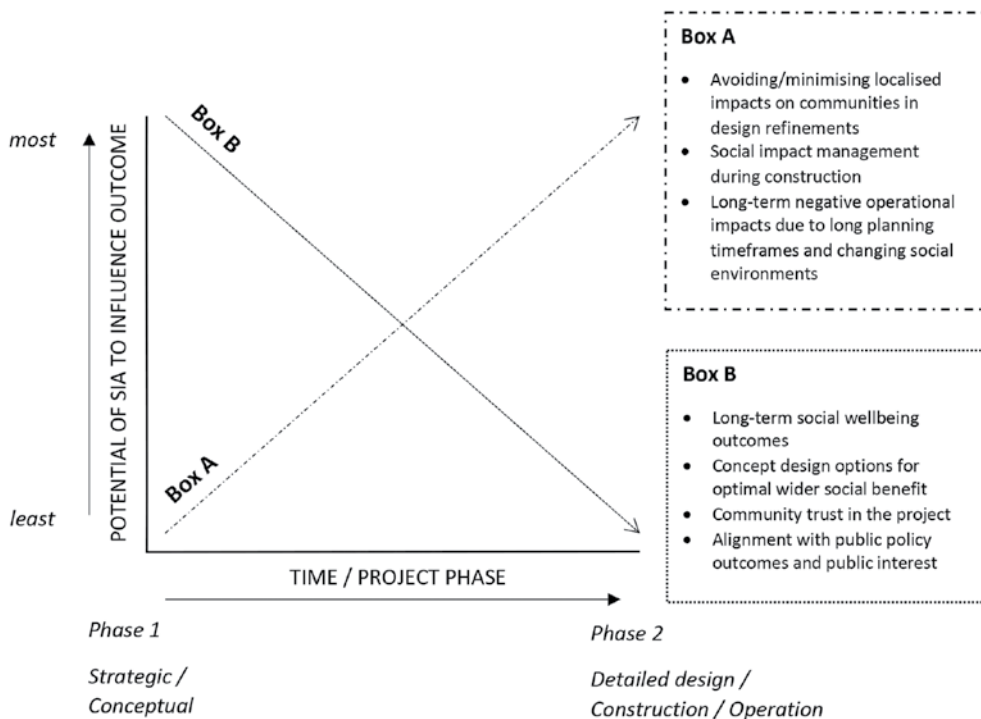 most
least
POTENTIAL OF SIA TO INFLUENCE OUTCOME
Box B
Box A
TIME / PROJECT PHASE
Phase 1
Strategic /
Conceptual
Phase 2
Detailed design /
Construction / Operation
Box A
• Avoiding/minimising localised
impacts on communities in
design refinements
• Social impact management
during construction
• Long-term negative operational
impacts due to long planning
timeframes and changing social
environments
Box B
• Long-term social wellbeing
outcomes
• Concept design options for
optimal wider social benefit
• Community trust in the project
• Alignment with public policy
outcomes and public interest